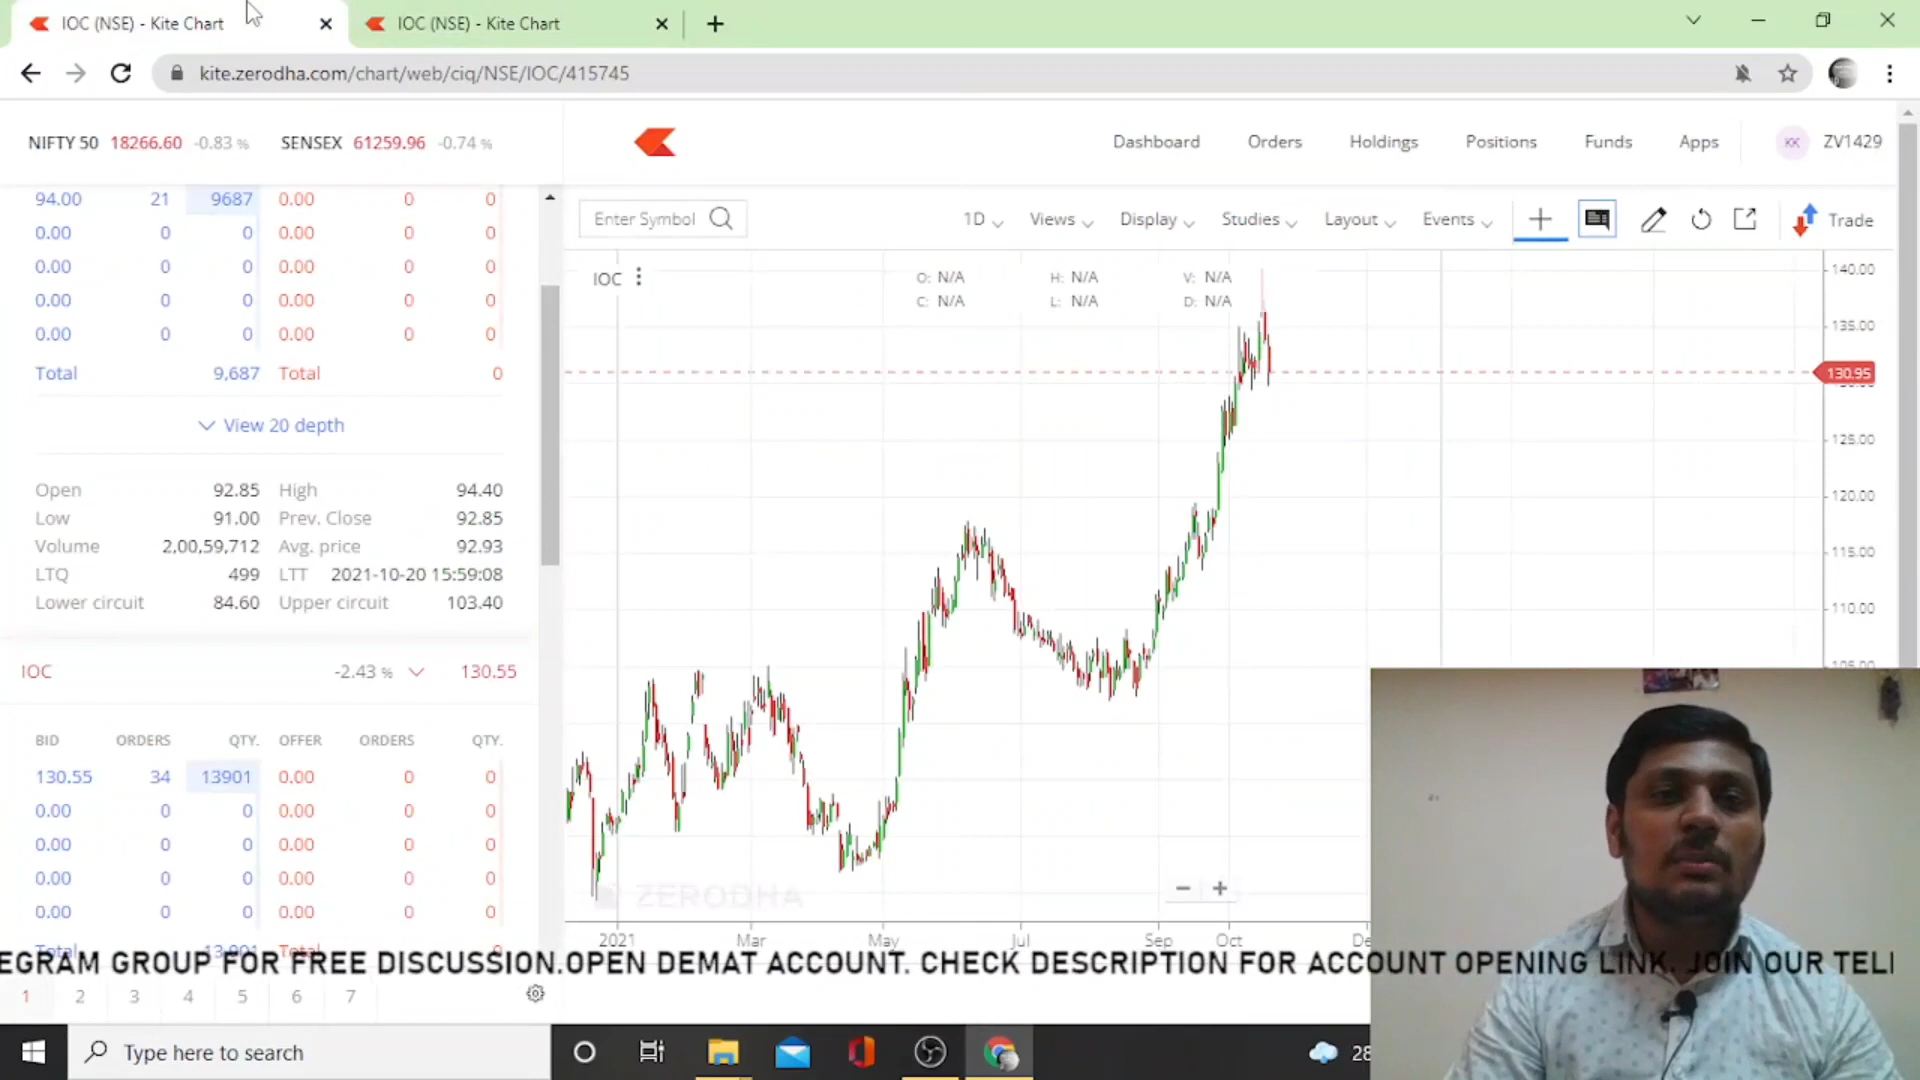 IOC (NSE) - Kite Chart
IOC (NSE) - Kite Chart
kite.zerodha.com/chart/web/ciq/NSE/IOC/415745
NIFTY 50 18266.60 -0.83 % SENSEX 61259.96 -0.74 %
Dashboard Orders Holdings Positions Funds Apps KK ZV1429
94.00 21 9687 0.00 0 0
0.00 0 0 0.00 0 0
0.00 0 0 0.00 0 0
0.00 0 0 0.00 0 0
0.00 0 0 0.00 0 0
Total 9,687 Total 0
View 20 depth
Open 92.85 High 94.40
Low 91.00 Prev. Close 92.85
Volume 2,00,59,712 Avg. price 92.93
LTQ 499 LTT 2021-10-20 15:59:08
Lower circuit 84.60 Upper circuit 103.40
IOC -2.43 % 130.55
BID ORDERS QTY. OFFER ORDERS QTY.
130.55 34 13901 0.00 0 0
0.00 0 0 0.00 0 0
0.00 0 0 0.00 0 0
0.00 0 0 0.00 0 0
0.00 0 0 0.00 0 0
Total 13,901 Total 0
1 2 3 4 5 6 7
Enter Symbol 1D Views Display Studies Layout Events Trade
IOC
O: N/A H: N/A V: N/A
C: N/A L: N/A D: N/A
140.00
135.00
130.95
125.00
120.00
115.00
110.00
105.00
ZERODHA
2021 Mar May Jul Sep Oct De
EGRAM GROUP FOR FREE DISCUSSION.OPEN DEMAT ACCOUNT. CHECK DESCRIPTION FOR ACCOUNT OPENING LINK. JOIN OUR TEL
Type here to search
28